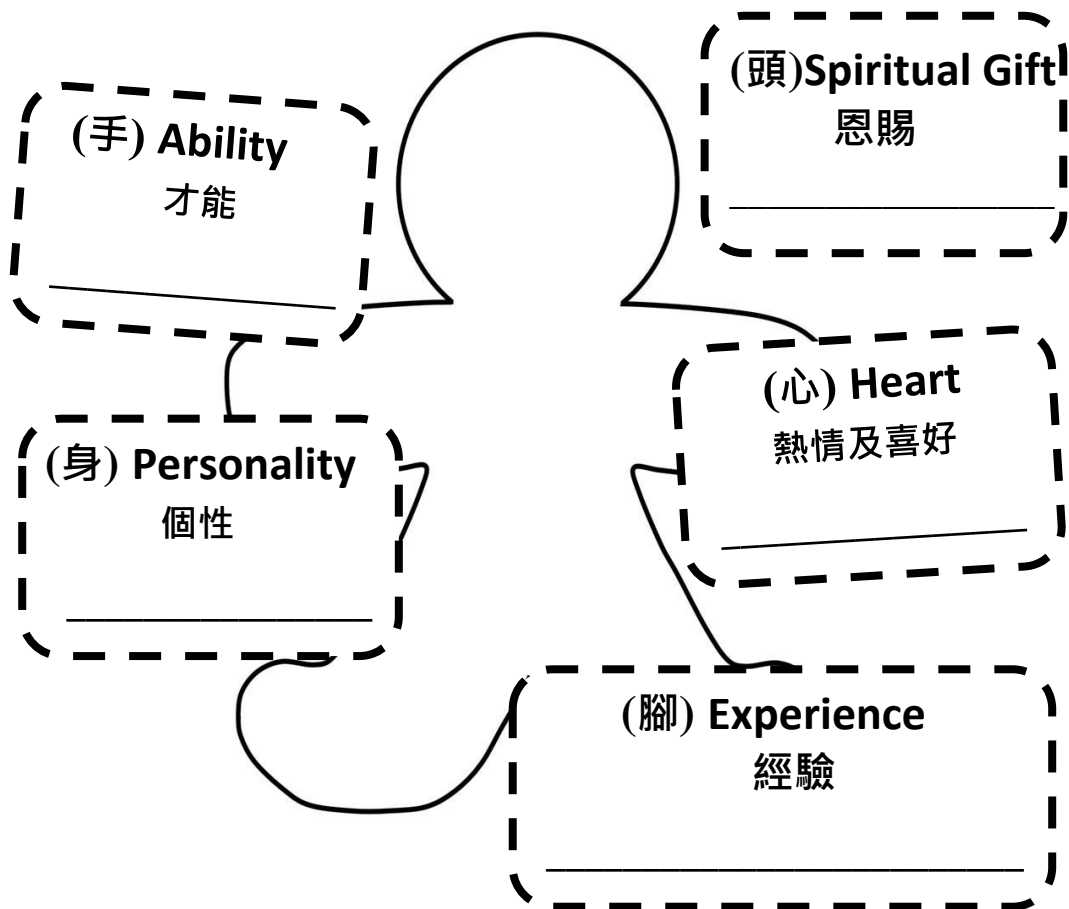 (頭)Spiritual Gift
恩賜
(手) Ability
才能
(心) Heart
熱情及喜好
(身) Personality
個性
(腳) Experience
經驗